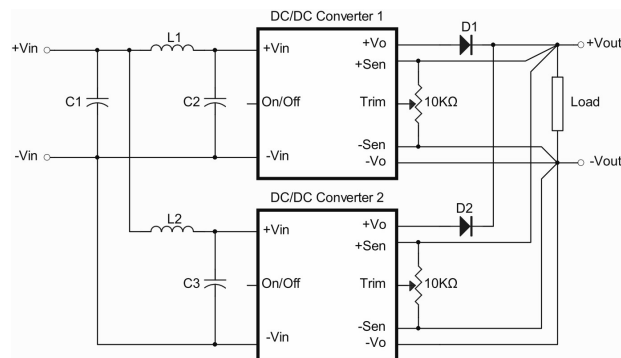 DC/DC Converter 1
D1
+Vin
L1
+Vin
+Vo
+Vout
+Sen
C1
C2
On/Off
Trim
10KΩ
Load
-Sen
-Vin
-Vin
-Vo
-Vout
DC/DC Converter 2
D2
L2
+Vin
+Vo
+Sen
C3
On/Off
Trim
10KΩ
-Sen
-Vin
-Vo